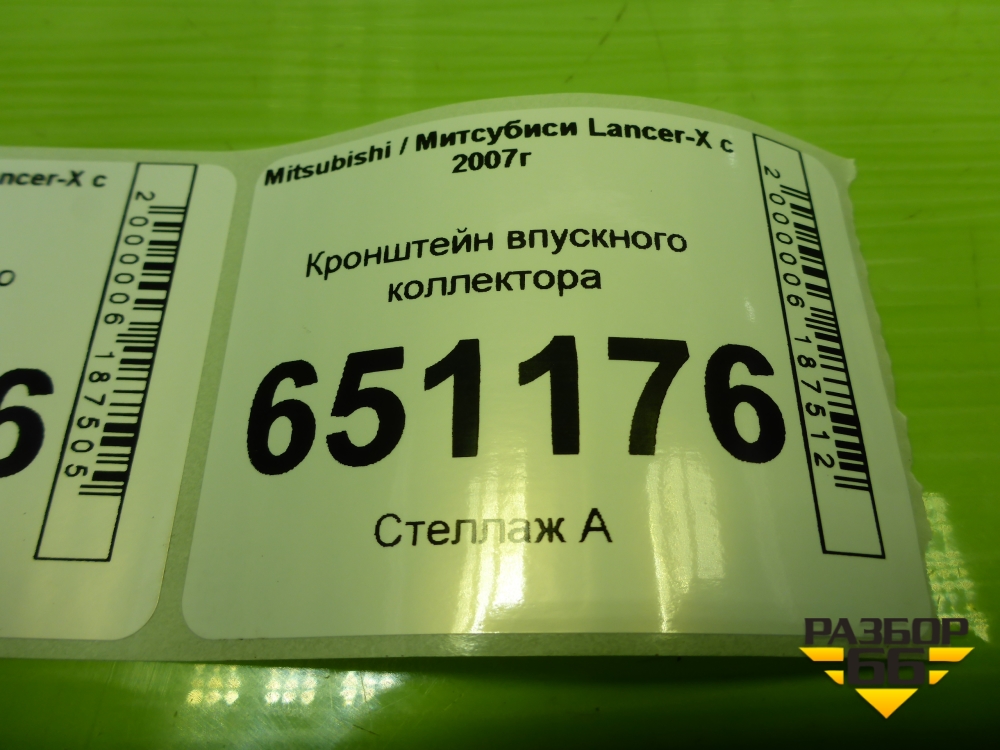 ncer-X с
о
6
2000006187505
Mitsubishi / Митсубиси Lancer-X с
2007г
Кронштейн впускного
коллектора
651176
Стеллаж А
2000006187512
РАЗБОР
66